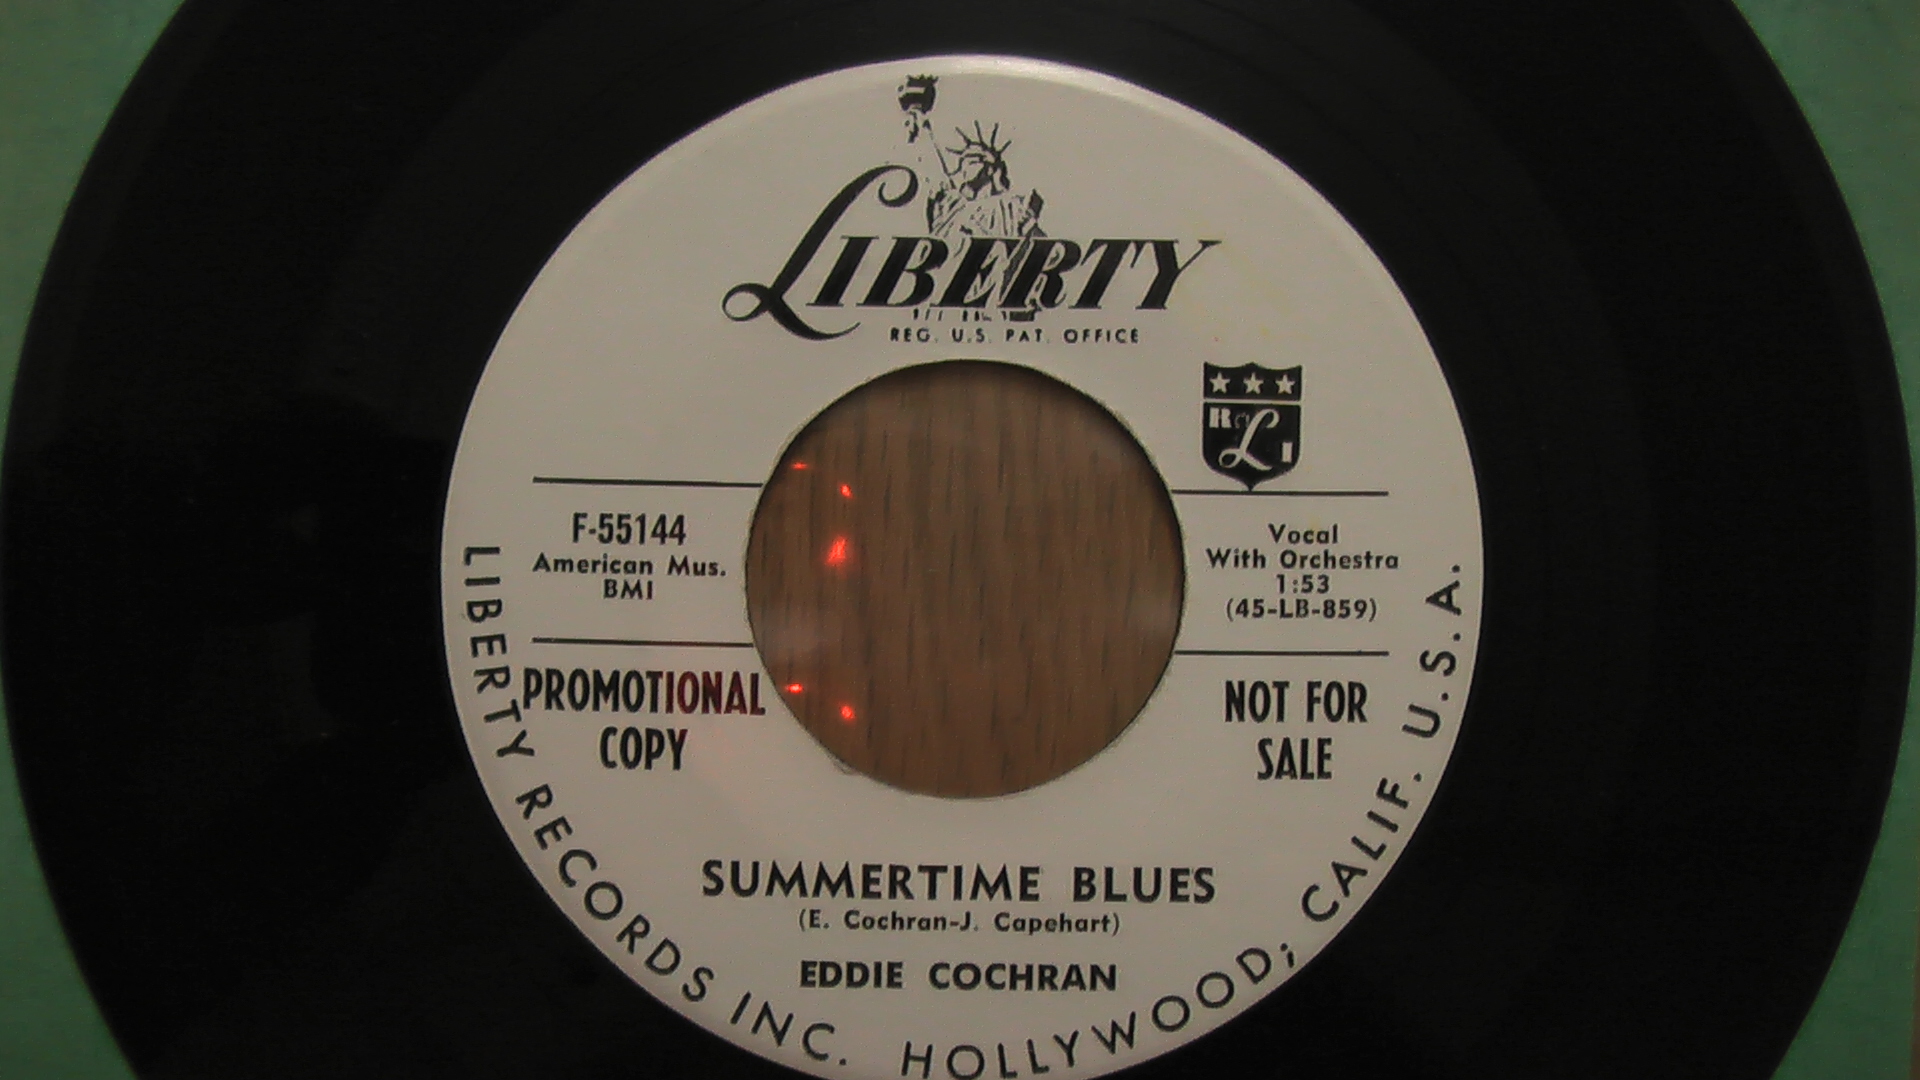 LIBERTY
REG. U.S. PAT. OFFICE
R L I
F-55144
American Mus.
BMI
Vocal
With Orchestra
1:53
(45-LB-859)
PROMOTIONAL
COPY
NOT FOR
SALE
SUMMERTIME BLUES
(E. Cochran-J. Capehart)
EDDIE COCHRAN
LIBERTY RECORDS INC. HOLLYWOOD; CALIF. U.S.A.